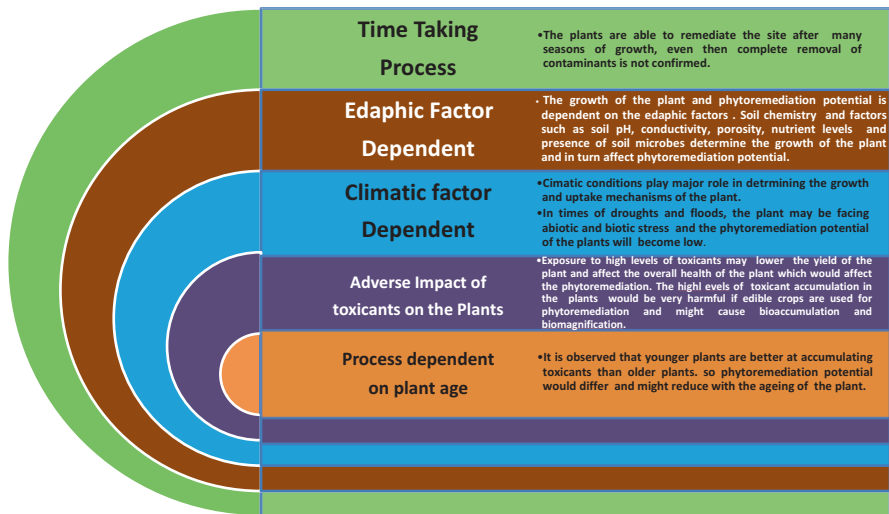 Time Taking
Process
•The plants are able to remediate the site after many
seasons of growth, even then complete removal of
contaminants is not confirmed.
Edaphic Factor
Dependent
• The growth of the plant and phytoremediation potential is
dependent on the edaphic factors . Soil chemistry and factors
such as soil pH, conductivity, porosity, nutrient levels and
presence of soil microbes determine the growth of the plant
and in turn affect phytoremediation potential.
Climatic factor
Dependent
•Cimatic conditions play major role in detrmining the growth
and uptake mechanisms of the plant.
•In times of droughts and floods, the plant may be facing
abiotic and biotic stress and the phytoremediation potential
of the plants will become low.
Adverse Impact of
toxicants on the Plants
•Exposure to high levels of toxicants may lower the yield of the
plant and affect the overall health of the plant which would affect
the phytoremediation. The highl evels of toxicant accumulation in
the plants would be very harmful if edible crops are used for
phytoremediation and might cause bioaccumulation and
biomagnification.
Process dependent
on plant age
•It is observed that younger plants are better at accumulating
toxicants than older plants. so phytoremediation potential
would differ and might reduce with the ageing of the plant.